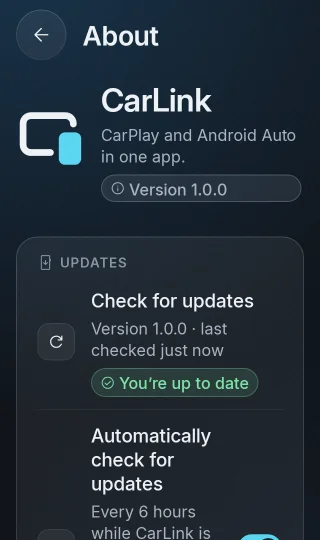 About
CarLink
CarPlay and Android Auto
in one app.
Version 1.0.0
UPDATES
Check for updates
Version 1.0.0 · last
checked just now
You’re up to date
Automatically
check for
updates
Every 6 hours
while CarLink is